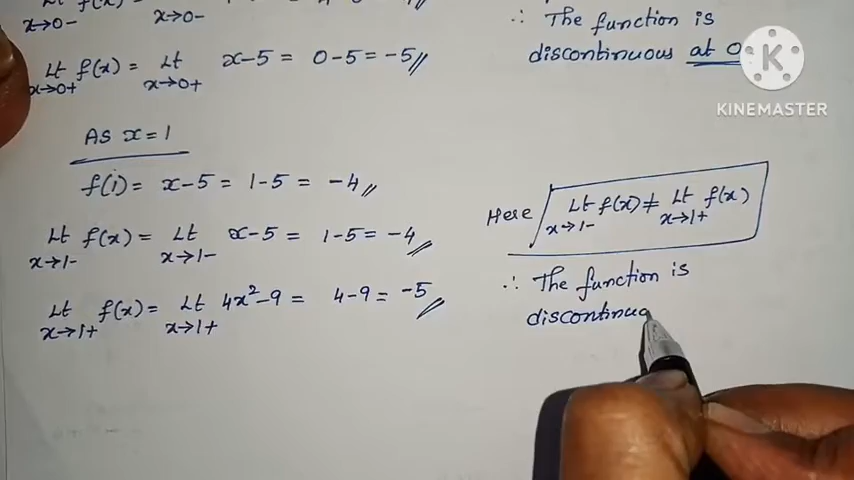 x→0- x→0-
Lt f(x) = Lt x-5 = 0-5 = -5//
x→0+ x→0+
As x=1
f(1) = x-5 = 1-5 = -4//
Lt f(x) = Lt x-5 = 1-5 = -4//
x→1- x→1-
Lt f(x) = Lt 4x²-9 = 4-9 = -5//
x→1+ x→1+
∴ The function is
discontinuous at 0
KINEMASTER
Here Lt f(x) ≠ Lt f(x)
x→1- x→1+
∴ The function is
discontinuo